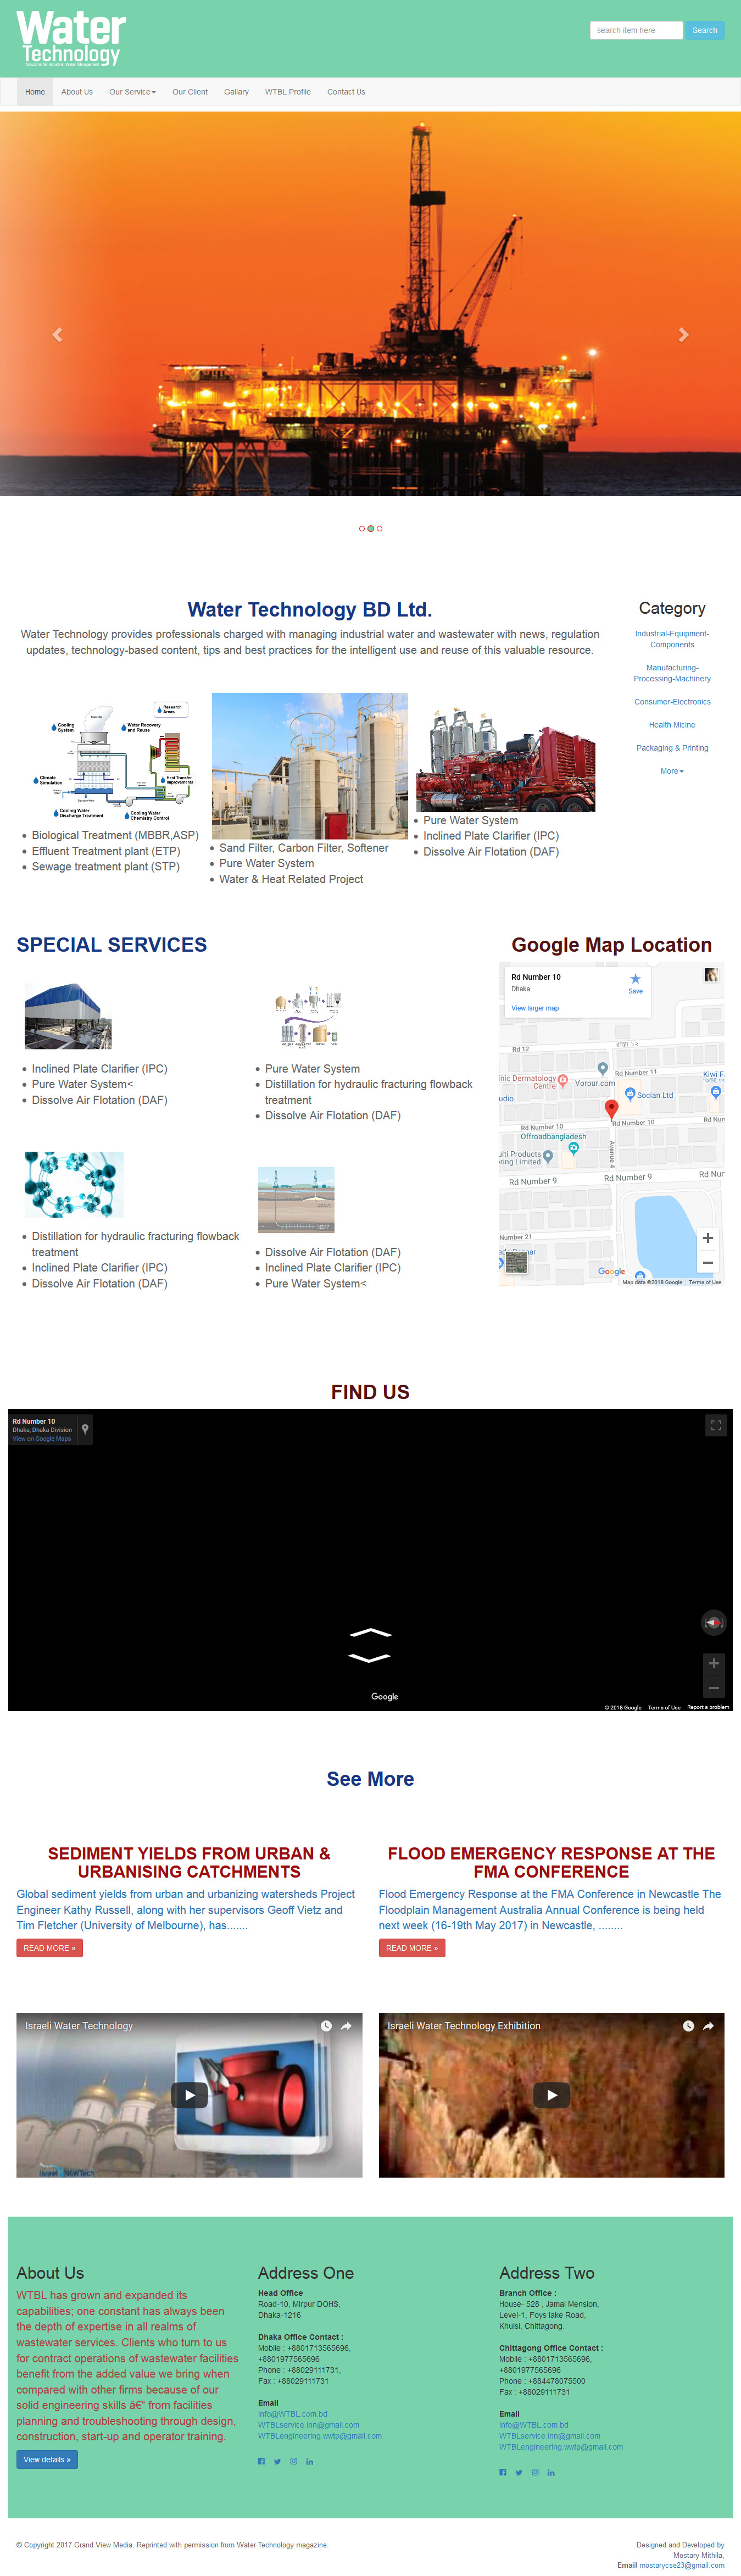 Water
Technology
Solutions for Industrial Water Management
search item here
Search
Home
About Us
Our Service
Our Client
Gallary
WTBL Profile
Contact Us
Water Technology BD Ltd.
Water Technology provides professionals charged with managing industrial water and wastewater with news, regulation
updates, technology-based content, tips and best practices for the intelligent use and reuse of this valuable resource.
Category
Industrial-Equipment-
Components
Manufacturing-
Processing-Machinery
Consumer-Electronics
Health Micine
Packaging & Printing
More
Research
Areas
Cooling
System
Water Recovery
and Reuse
Climate
Simulation
Heat Transfer
Improvements
Cooling Water
Discharge Treatment
Cooling Water
Chemistry Control
Biological Treatment (MBBR,ASP)
Effluent Treatment plant (ETP)
Sewage treatment plant (STP)
Sand Filter, Carbon Filter, Softener
Pure Water System
Water & Heat Related Project
Pure Water System
Inclined Plate Clarifier (IPC)
Dissolve Air Flotation (DAF)
SPECIAL SERVICES
Inclined Plate Clarifier (IPC)
Pure Water System<
Dissolve Air Flotation (DAF)
Pure Water System
Distillation for hydraulic fracturing flowback
treatment
Dissolve Air Flotation (DAF)
Distillation for hydraulic fracturing flowback
treatment
Inclined Plate Clarifier (IPC)
Dissolve Air Flotation (DAF)
Dissolve Air Flotation (DAF)
Inclined Plate Clarifier (IPC)
Pure Water System<
Google Map Location
Rd Number 10
Dhaka
Save
View larger map
Rd 12
Rd Number 11
nic Dermatology
Centre
Vorpur.com
Kiwi F
Socian Ltd
udio
Rd Number 10
Rd Number 10
Offroadbangladesh
ulti Products
ring Limited
Avenue 4
Rd Number 9
Rd Number 9
Rd Nun
Number 21
Google
Map data ©2018 Google
Terms of Use
FIND US
Rd Number 10
Dhaka, Dhaka Division
View on Google Maps
Google
© 2018 Google
Terms of Use
Report a problem
See More
SEDIMENT YIELDS FROM URBAN &
URBANISING CATCHMENTS
Global sediment yields from urban and urbanizing watersheds Project
Engineer Kathy Russell, along with her supervisors Geoff Vietz and
Tim Fletcher (University of Melbourne), has.......
READ MORE »
FLOOD EMERGENCY RESPONSE AT THE
FMA CONFERENCE
Flood Emergency Response at the FMA Conference in Newcastle The
Floodplain Management Australia Annual Conference is being held
next week (16-19th May 2017) in Newcastle, ........
READ MORE »
Israeli Water Technology
Israel - NEWTech
Israeli Water Technology Exhibition
About Us
WTBL has grown and expanded its
capabilities; one constant has always been
the depth of expertise in all realms of
wastewater services. Clients who turn to us
for contract operations of wastewater facilities
benefit from the added value we bring when
compared with other firms because of our
solid engineering skills â€“ from facilities
planning and troubleshooting through design,
construction, start-up and operator training.
View details »
Address One
Head Office
Road-10, Mirpur DOHS,
Dhaka-1216
Dhaka Office Contact :
Mobile : +8801713565696,
+8801977565696
Phone : +88029111731,
Fax : +88029111731
Email
info@WTBL.com.bd
WTBLservice.inn@gmail.com
WTBLengineering.wwtp@gmail.com
Address Two
Branch Office :
House- 528 , Jamal Mension,
Level-1, Foys lake Road,
Khulsi, Chittagong.
Chittagong Office Contact :
Mobile : +8801713565696,
+8801977565696
Phone : +884478075500
Fax : +88029111731
Email
info@WTBL.com.bd
WTBLservice.inn@gmail.com
WTBLengineering.wwtp@gmail.com
© Copyright 2017 Grand View Media. Reprinted with permission from Water Technology magazine.
Designed and Developed by
Mostary Mithila,
Email mostarycse23@gmail.com